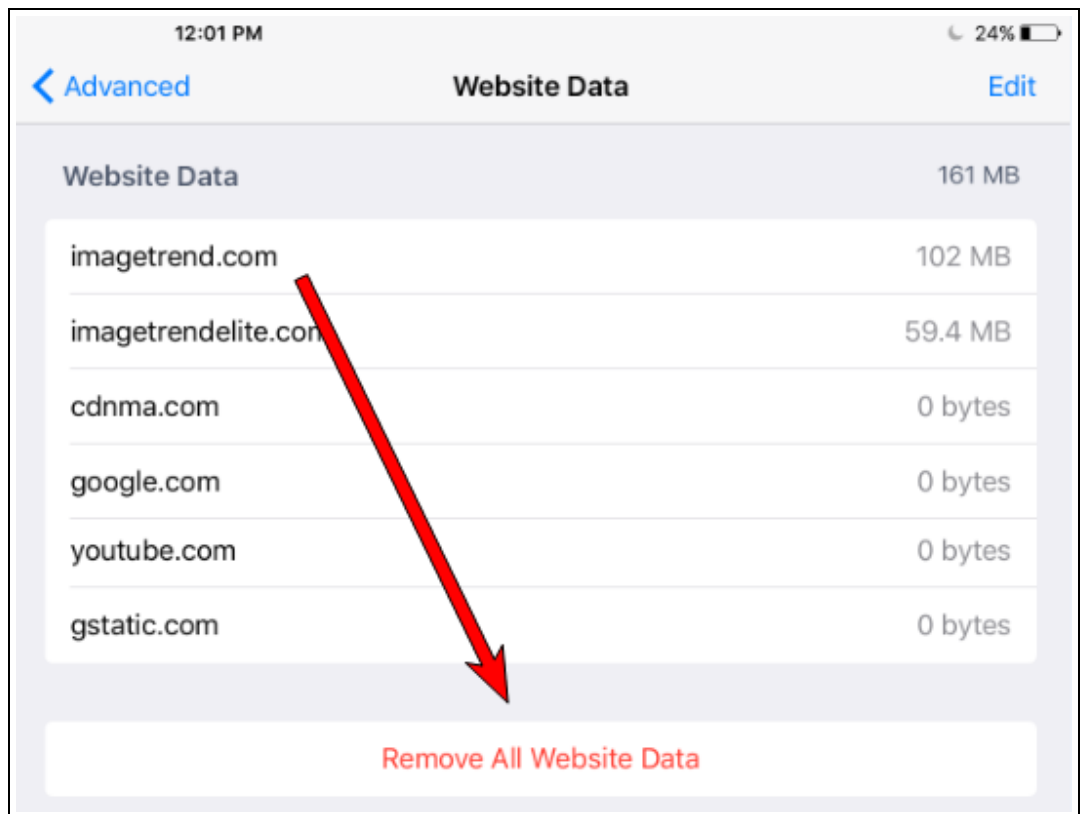 12:01 PM 24%
Advanced Website Data Edit
Website Data 161 MB
imagetrend.com 102 MB
imagetrendelite.com 59.4 MB
cdnma.com 0 bytes
google.com 0 bytes
youtube.com 0 bytes
gstatic.com 0 bytes
Remove All Website Data